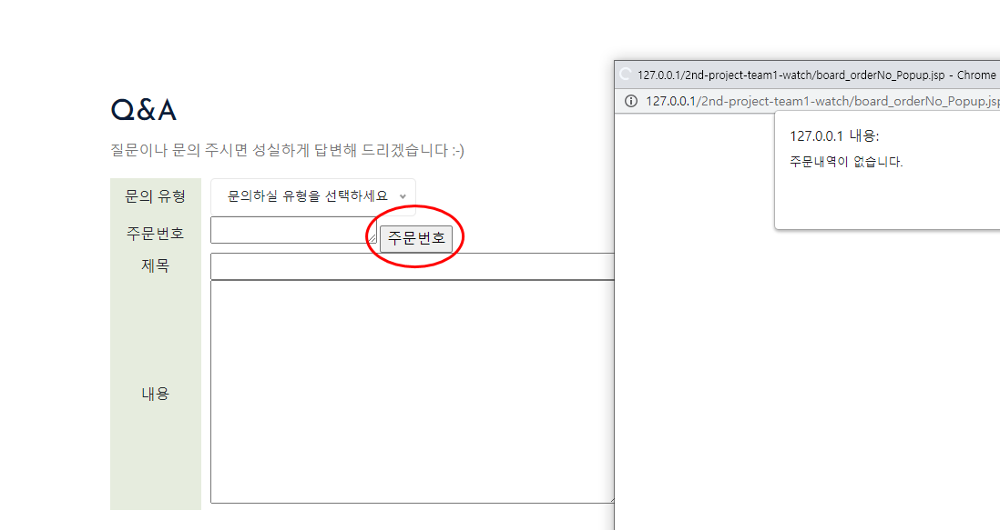 Q&A
질문이나 문의 주시면 성실하게 답변해 드리겠습니다 :-)
문의 유형
문의하실 유형을 선택하세요
주문번호
주문번호
제목
내용
127.0.0.1/2nd-project-team1-watch/board_orderNo_Popup.jsp - Chrome
127.0.0.1/2nd-project-team1-watch/board_orderNo_Popup.jsp
127.0.0.1 내용:
주문내역이 없습니다.